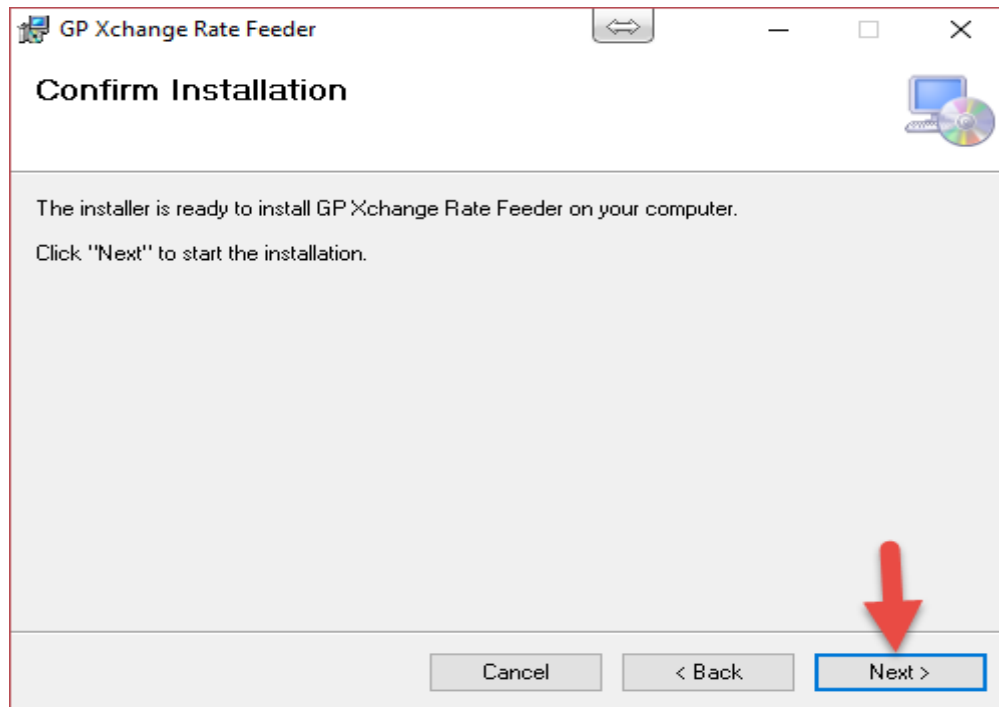 GP Xchange Rate Feeder
Confirm Installation
The installer is ready to install GP Xchange Rate Feeder on your computer.
Click "Next" to start the installation.
Cancel
< Back
Next >